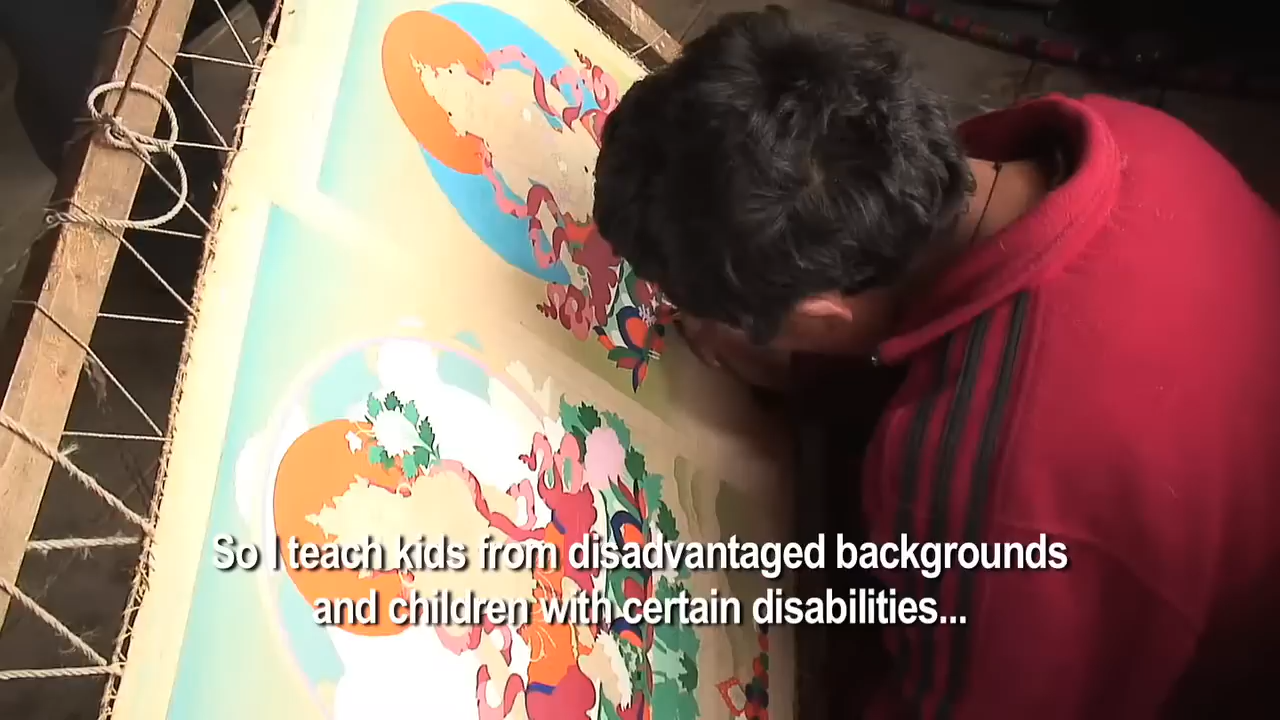 So I teach kids from disadvantaged backgrounds
and children with certain disabilities...